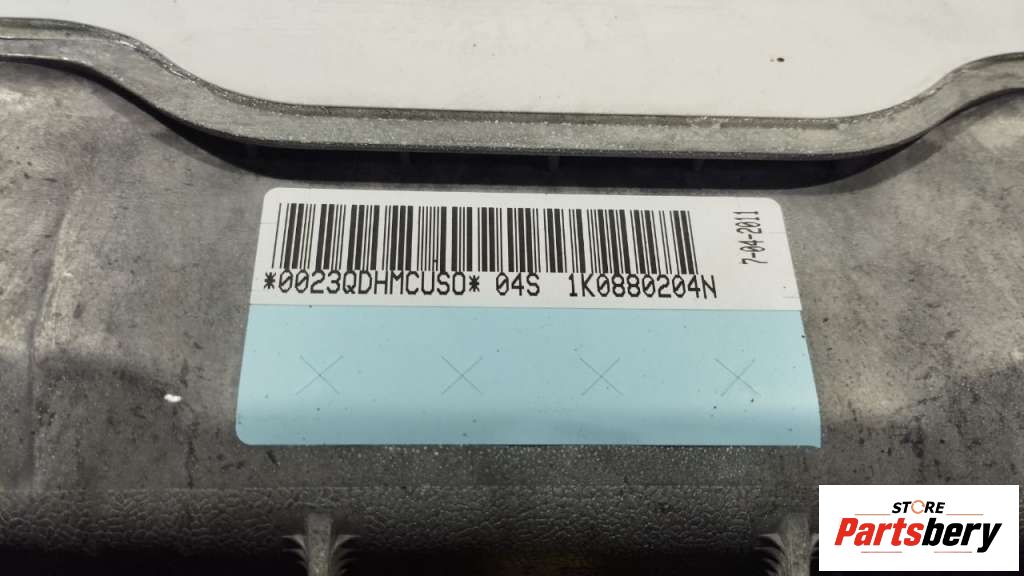 7-04-2011
*0023QDHMCUSO* 04S 1K0880204N
STORE
Partsbery